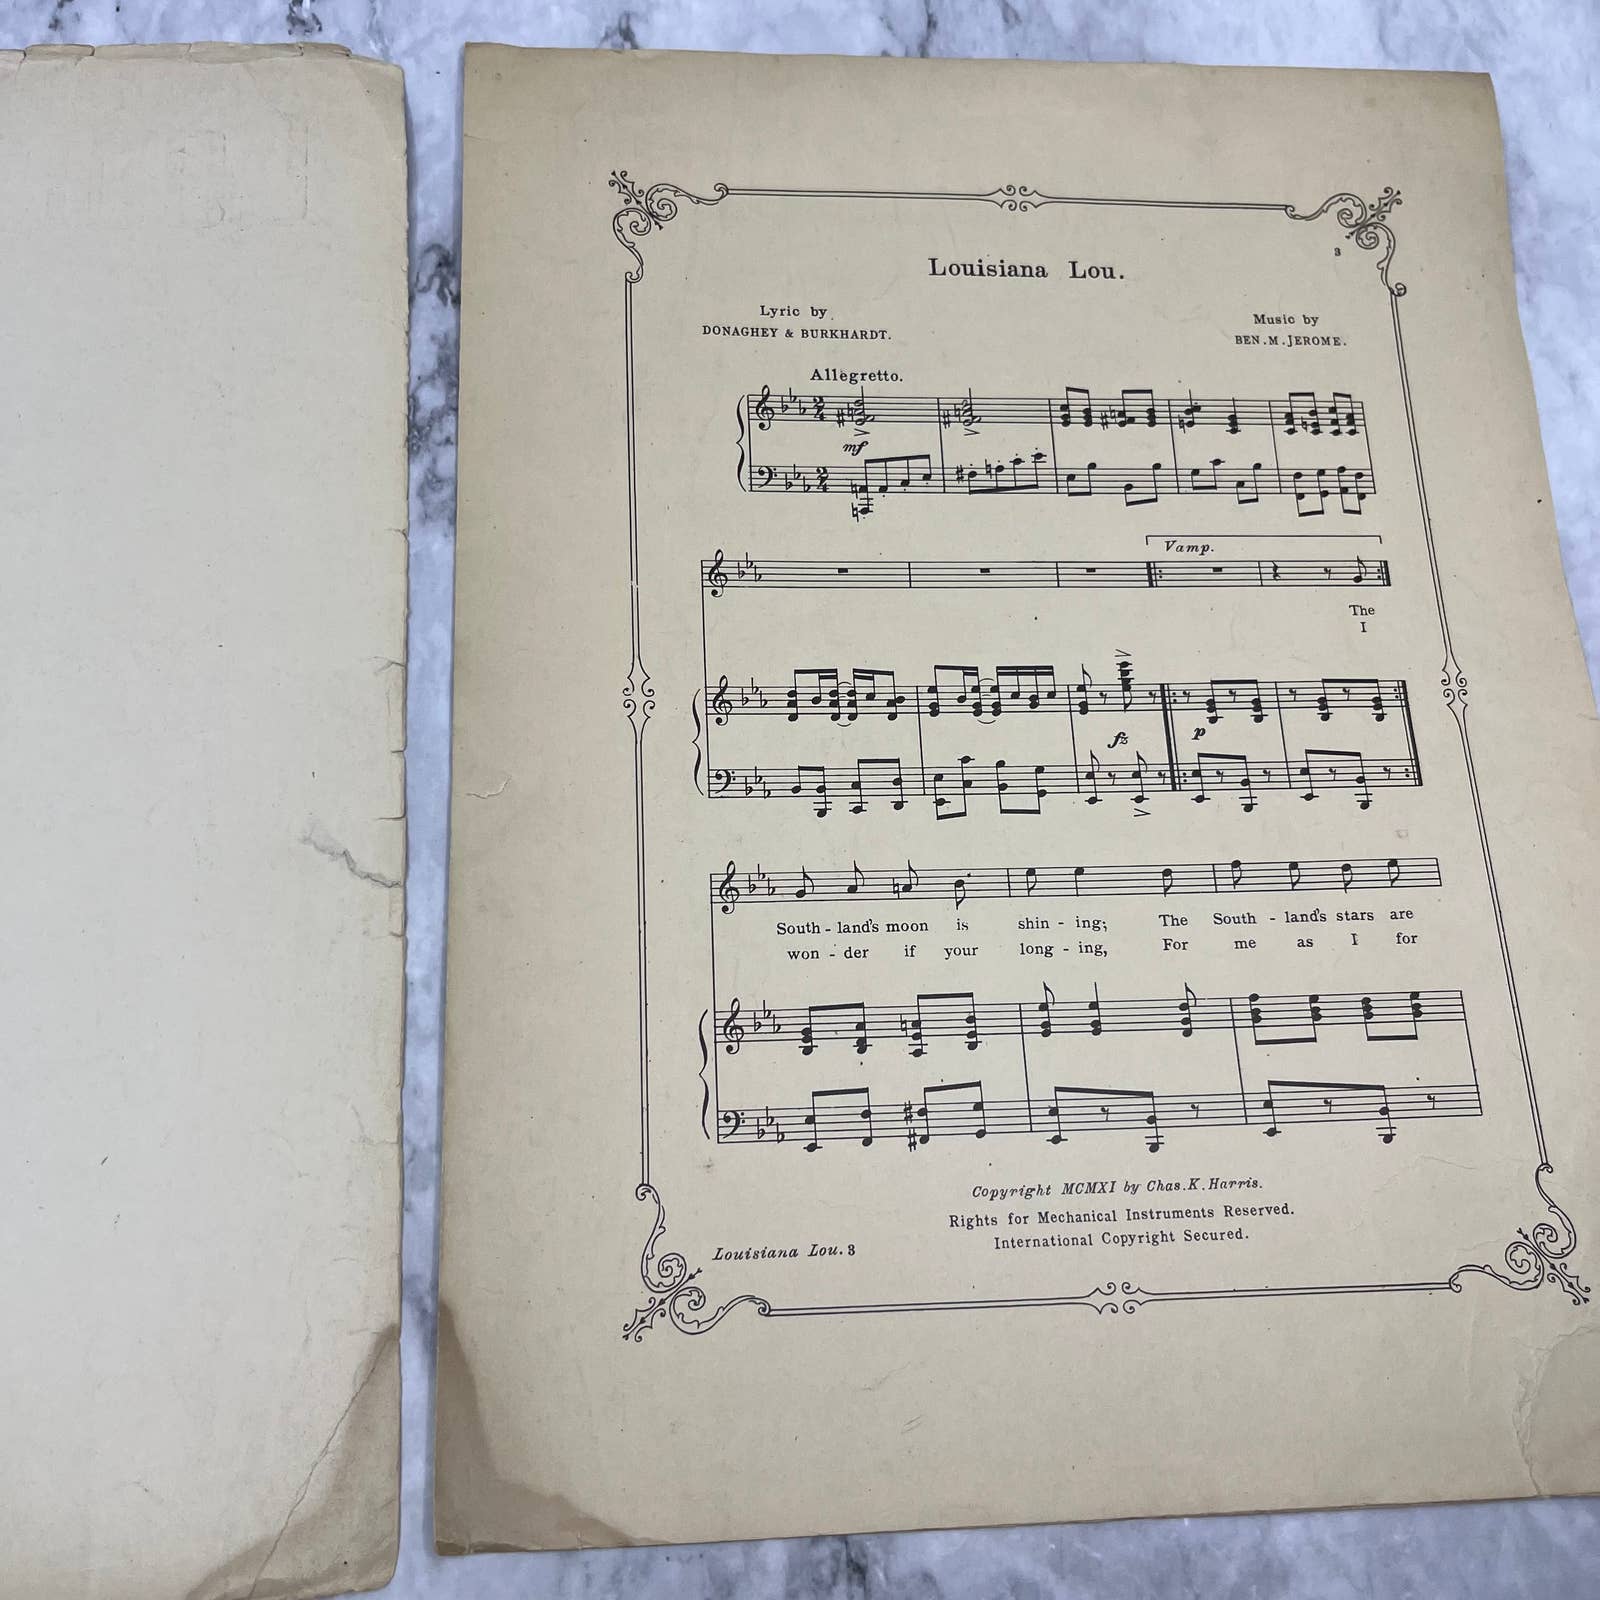 3
Louisiana Lou.
Lyric by
DONAGHEY & BURKHARDT.
Music by
BEN.M.JEROME.
Allegretto.
mf
Vamp.
The
I
fz
p
South - land's moon is shin - ing; The South - land's stars are
won - der if your long - ing, For me as I for
Copyright MCMXI by Chas.K.Harris.
Rights for Mechanical Instruments Reserved.
International Copyright Secured.
Louisiana Lou. 3